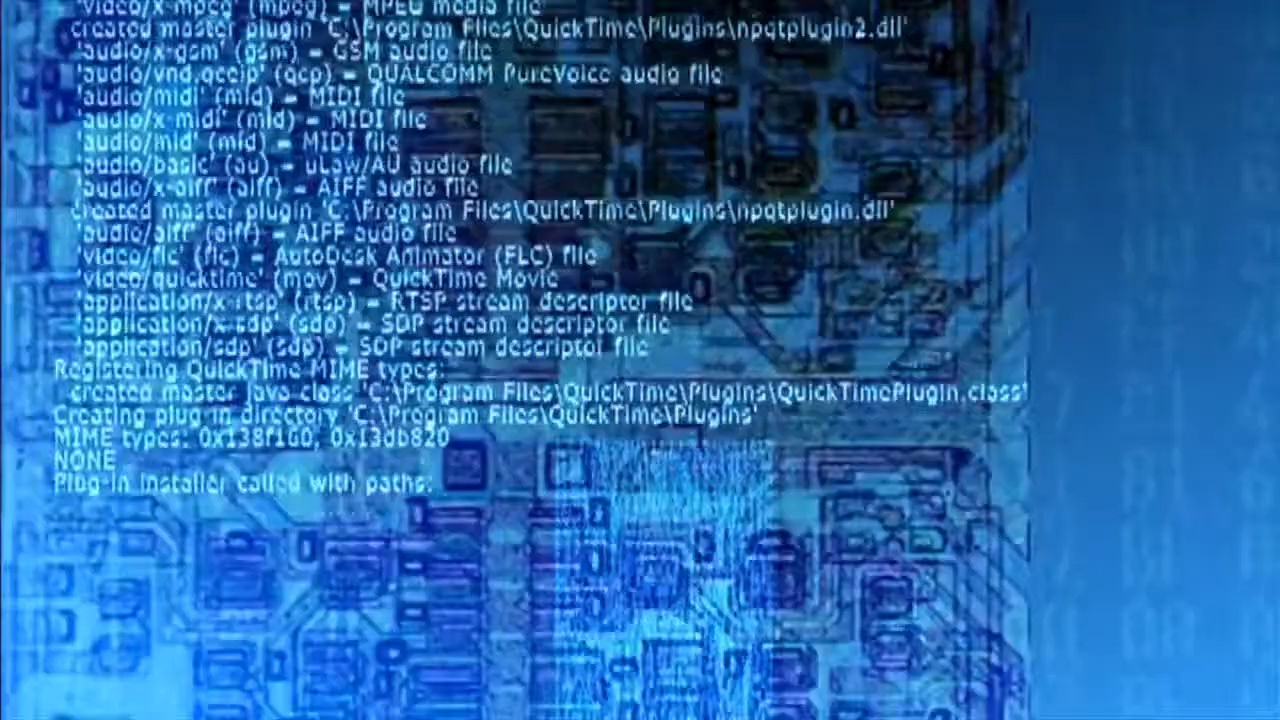 'video/x-mpeg' (mpeg) - MPEG media file
created master plugin 'C:\Program Files\QuickTime\Plugins\npqtplugin2.dll'
'audio/x-gsm' (gsm) - GSM audio file
'audio/vnd.qcelp' (qcp) - QUALCOMM PureVoice audio file
'audio/midi' (mid) - MIDI file
'audio/x-midi' (mid) - MIDI file
'audio/mid' (mid) - MIDI file
'audio/basic' (au) - uLaw/AU audio file
'audio/x-aiff' (aiff) - AIFF audio file
created master plugin 'C:\Program Files\QuickTime\Plugins\npqtplugin.dll'
'audio/aiff' (aiff) - AIFF audio file
'video/flc' (flc) - AutoDesk Animator (FLC) file
'video/quicktime' (mov) - QuickTime Movie
'application/x-rtsp' (rtsp) - RTSP stream descriptor file
'application/x-sdp' (sdp) - SDP stream descriptor file
'application/sdp' (sdp) - SDP stream descriptor file
Registering QuickTime MIME types:
created master java class 'C:\Program Files\QuickTime\Plugins\QuickTimePlugin.class'
Creating plug-in directory 'C:\Program Files\QuickTime\Plugins'
MIME types: 0x138f160, 0x13db820
NONE
Plug-in installer called with paths: